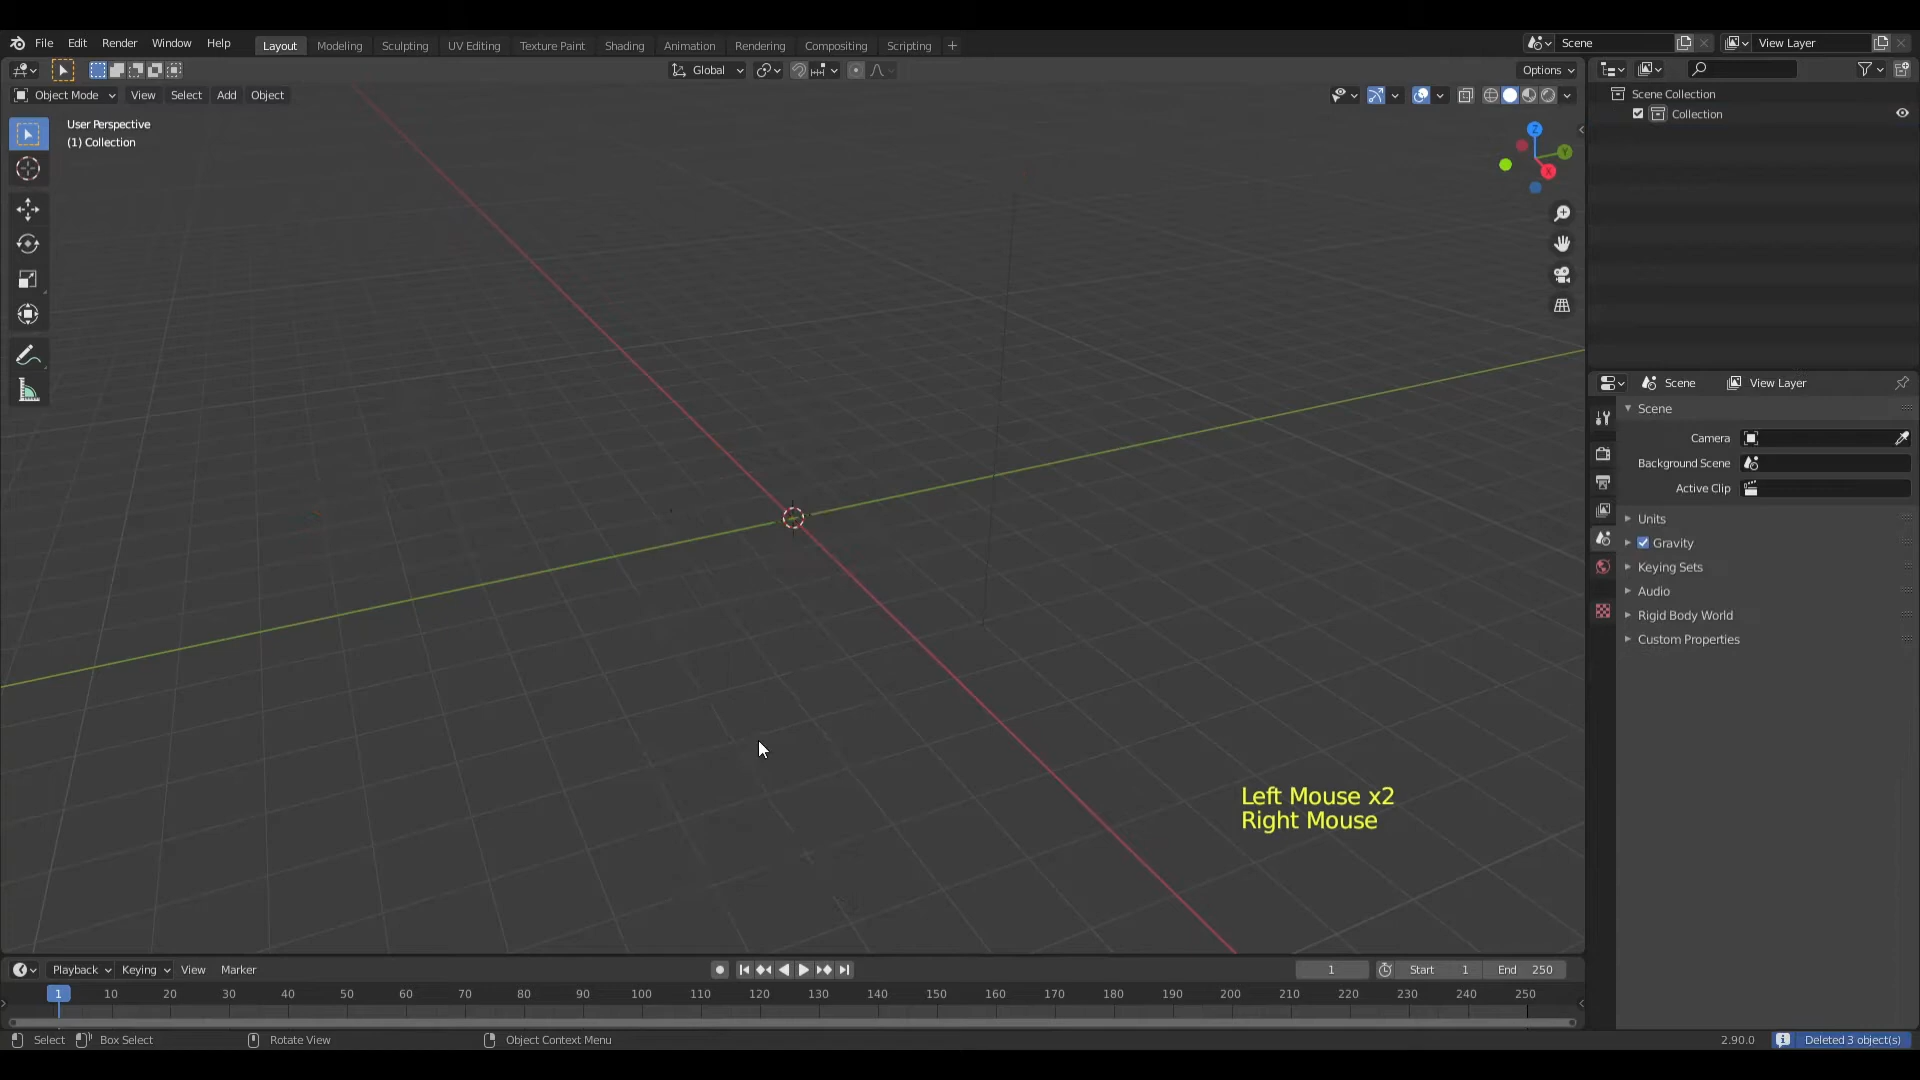 File Edit Render Window Help Layout Modeling Sculpting UV Editing Texture Paint Shading Animation Rendering Compositing Scripting + Scene View Layer
Global Options
Object Mode View Select Add Object
User Perspective
(1) Collection
Z
Y
X
Scene Collection
Collection
Scene View Layer
Scene
Camera
Background Scene
Active Clip
Units
Gravity
Keying Sets
Audio
Rigid Body World
Custom Properties
Left Mouse x2
Right Mouse
Playback Keying View Marker 1 Start 1 End 250
1 10 20 30 40 50 60 70 80 90 100 110 120 130 140 150 160 170 180 190 200 210 220 230 240 250
Select Box Select Rotate View Object Context Menu 2.90.0 Deleted 3 object(s)